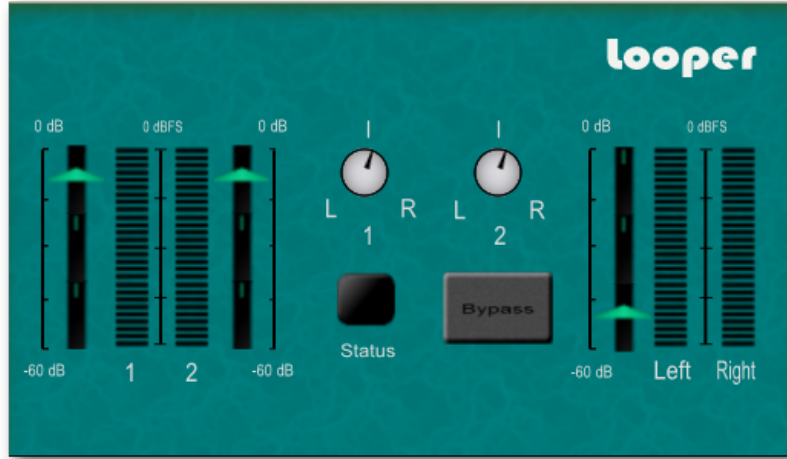 Looper
0 dB
0 dBFS
0 dB
I
I
0 dB
0 dBFS
L
R
L
R
1
2
Bypass
Status
-60 dB
1
2
-60 dB
-60 dB
Left
Right